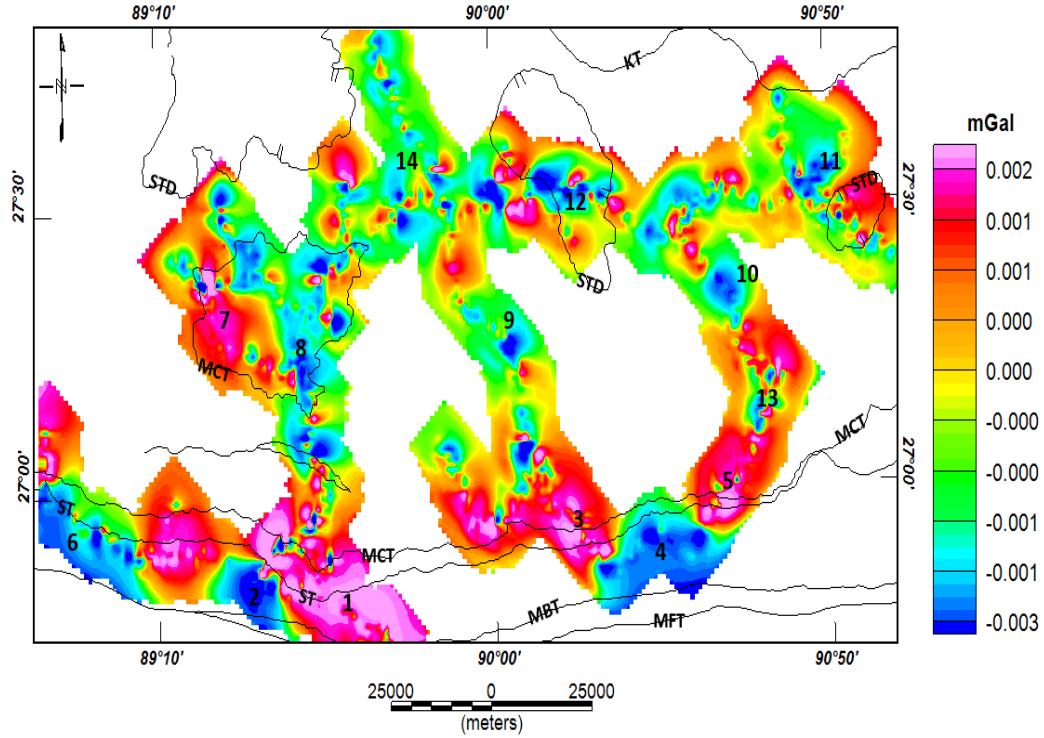 89°10' 90°00' 90°50'
N
KT
mGal
0.002
0.001
0.001
0.000
0.000
-0.000
-0.000
-0.001
-0.001
-0.003
14
11
STD
12
STD
27°30'
27°30'
STD
10
7
9
8
MCT
13
MCT
27°00'
27°00'
5
ST
3
6
4
MCT
2
ST
1
MBT
MFT
89°10' 90°00' 90°50'
25000 0 25000
(meters)